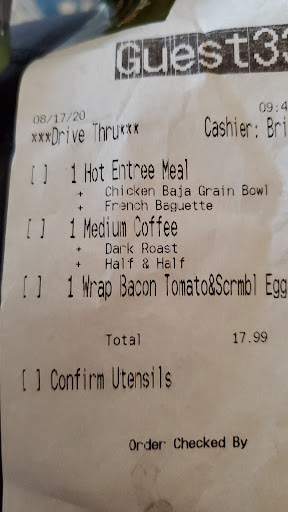 Guest33
08/17/20 09:4
***Drive Thru*** Cashier: Bri
[ ] 1 Hot Entree Meal
+ Chicken Baja Grain Bowl
+ French Baguette
[ ] 1 Medium Coffee
+ Dark Roast
+ Half & Half
[ ] 1 Wrap Bacon Tomato&Scrmbl Egg
Total 17.99
[ ] Confirm Utensils
Order Checked By